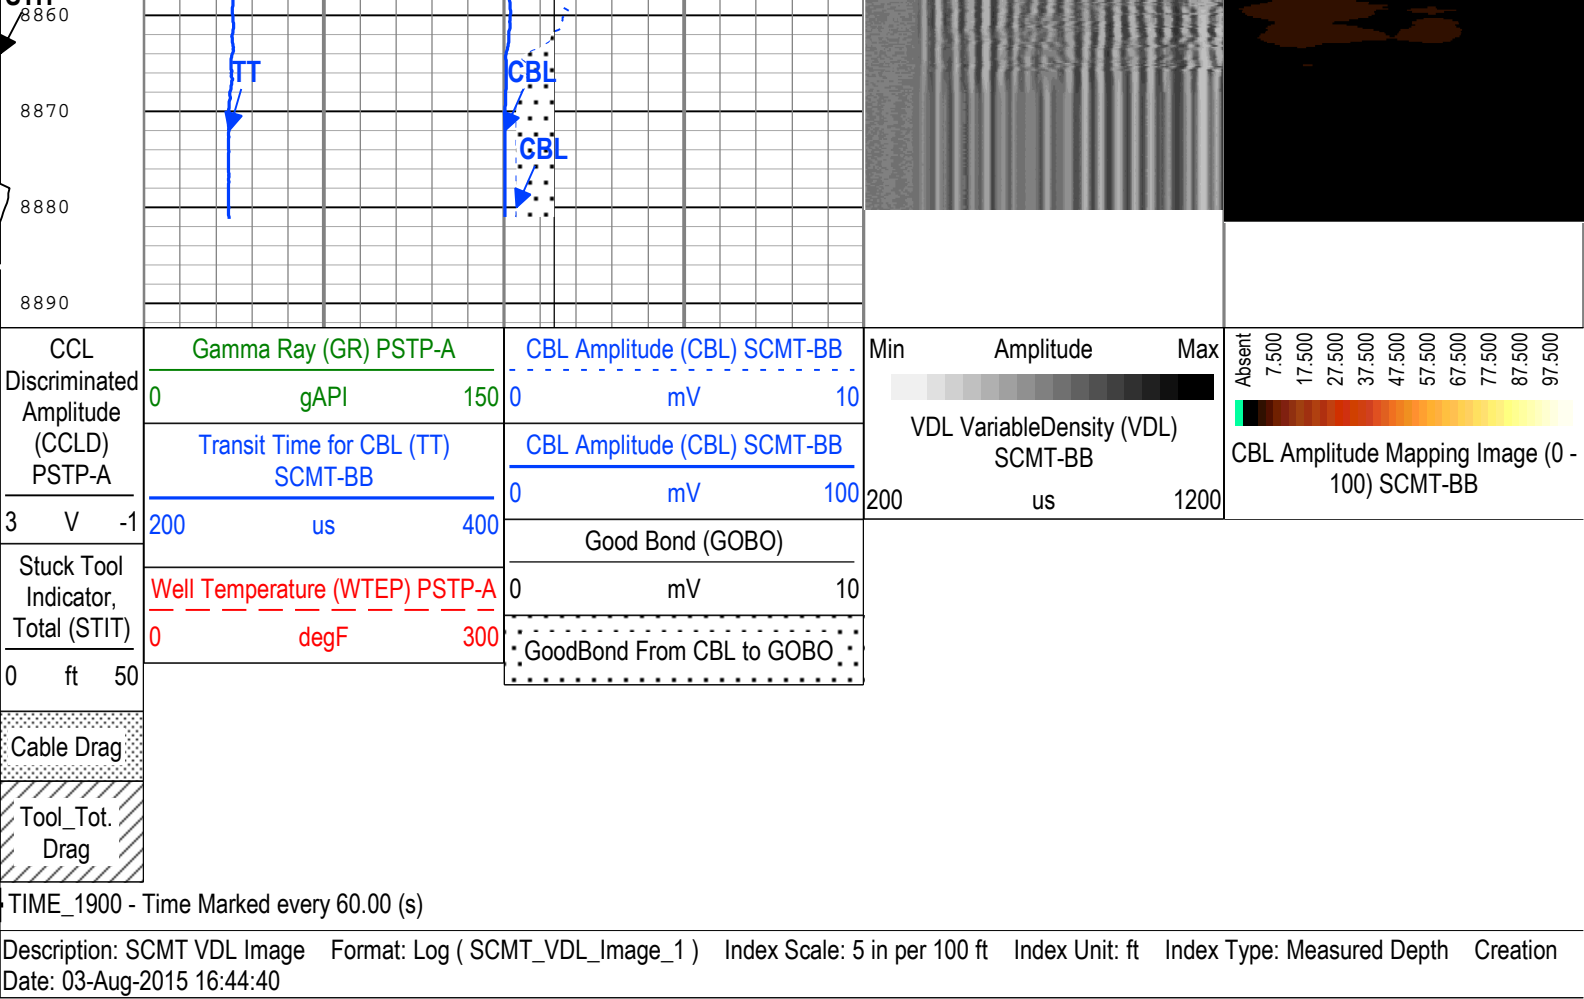 8860
TT
CBL
8870
CBL
8880
8890
CCL
Discriminated
Amplitude
(CCLD)
PSTP-A
3 V -1
Stuck Tool
Indicator,
Total (STIT)
0 ft 50
Cable Drag
Tool_Tot.
Drag
Gamma Ray (GR) PSTP-A
0 gAPI 150
Transit Time for CBL (TT)
SCMT-BB
200 us 400
Well Temperature (WTEP) PSTP-A
0 degF 300
CBL Amplitude (CBL) SCMT-BB
0 mV 10
CBL Amplitude (CBL) SCMT-BB
0 mV 100
Good Bond (GOBO)
0 mV 10
GoodBond From CBL to GOBO
Min Amplitude Max
VDL VariableDensity (VDL)
SCMT-BB
200 us 1200
Absent
7.500
17.500
27.500
37.500
47.500
57.500
67.500
77.500
87.500
97.500
CBL Amplitude Mapping Image (0 -
100) SCMT-BB
TIME_1900 - Time Marked every 60.00 (s)
Description: SCMT VDL Image Format: Log ( SCMT_VDL_Image_1 ) Index Scale: 5 in per 100 ft Index Unit: ft Index Type: Measured Depth Creation
Date: 03-Aug-2015 16:44:40